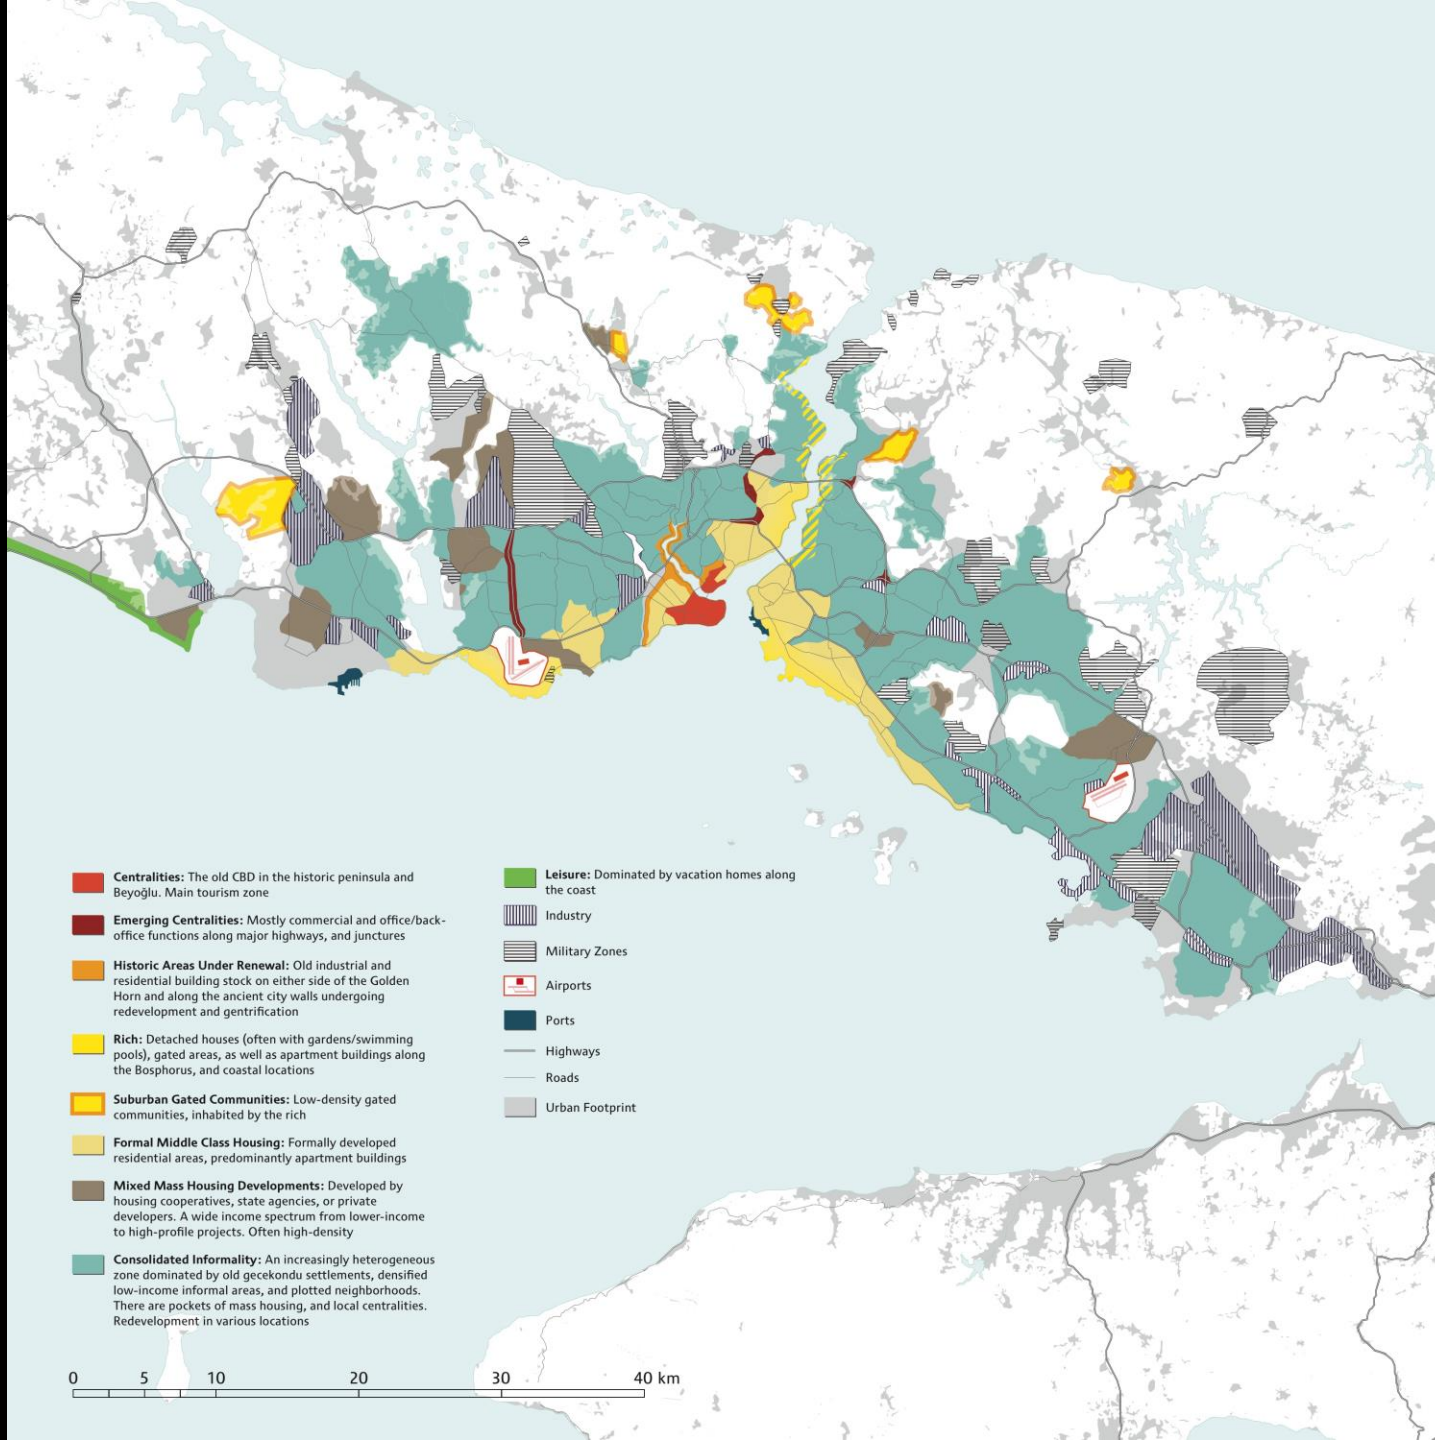 Centralities: The old CBD in the historic peninsula and
Beyoğlu. Main tourism zone
Emerging Centralities: Mostly commercial and office/back-
office functions along major highways, and junctures
Historic Areas Under Renewal: Old industrial and
residential building stock on either side of the Golden
Horn and along the ancient city walls undergoing
redevelopment and gentrification
Rich: Detached houses (often with gardens/swimming
pools), gated areas, as well as apartment buildings along
the Bosphorus, and coastal locations
Suburban Gated Communities: Low-density gated
communities, inhabited by the rich
Formal Middle Class Housing: Formally developed
residential areas, predominantly apartment buildings
Mixed Mass Housing Developments: Developed by
housing cooperatives, state agencies, or private
developers. A wide income spectrum from lower-income
to high-profile projects. Often high-density
Consolidated Informality: An increasingly heterogeneous
zone dominated by old gecekondu settlements, densified
low-income informal areas, and plotted neighborhoods.
There are pockets of mass housing, and local centralities.
Redevelopment in various locations
Leisure: Dominated by vacation homes along
the coast
Industry
Military Zones
Airports
Ports
Highways
Roads
Urban Footprint
0 5 10 20 30 40 km